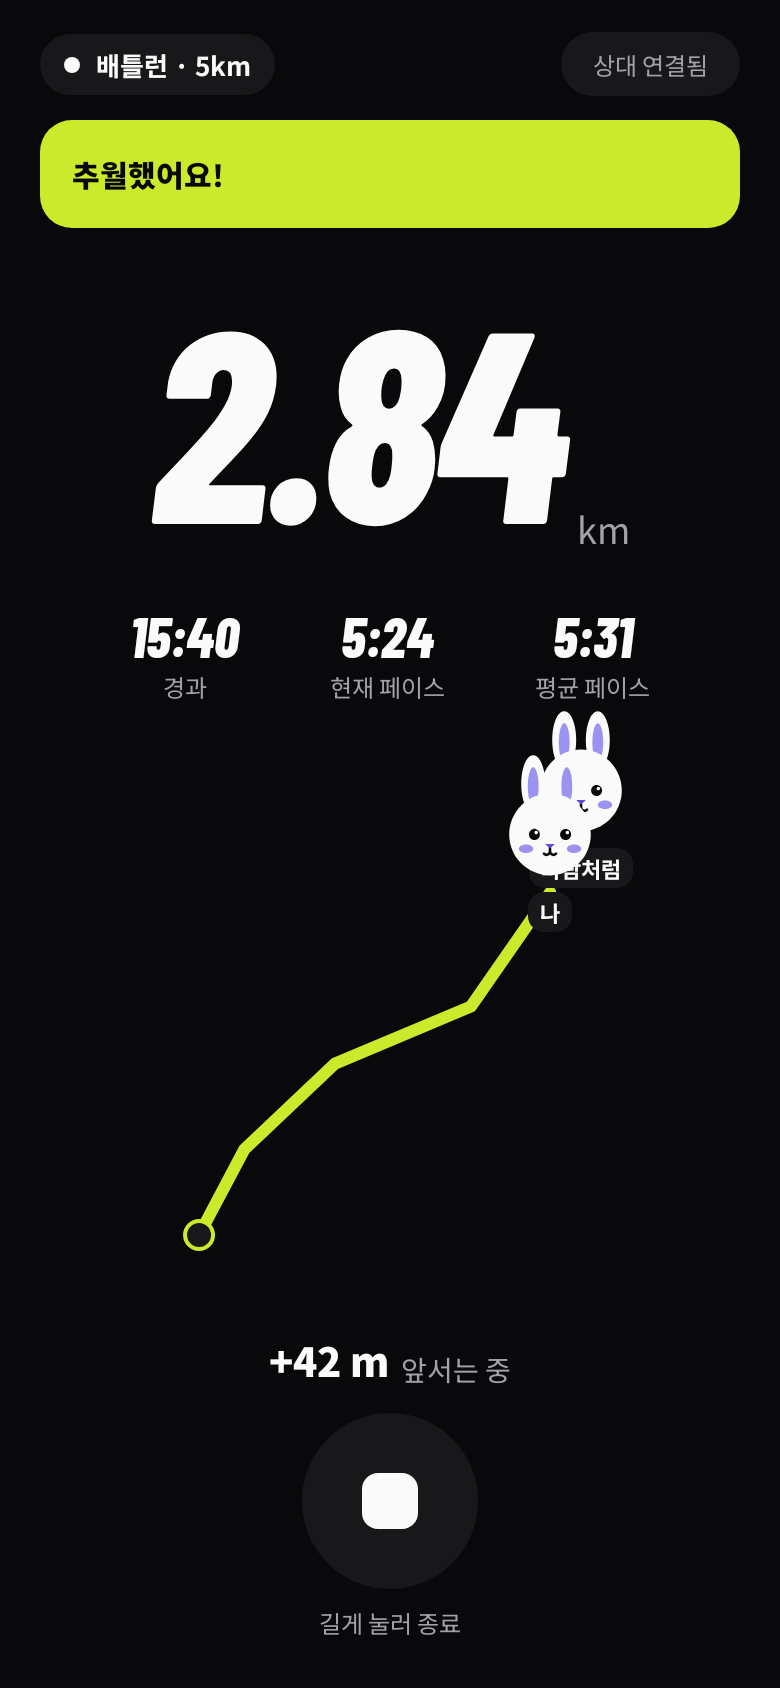 배틀런 · 5km
상대 연결됨
추월했어요!
2.84 km
15:40 5:24 5:31
경과 현재 페이스 평균 페이스
나
+42 m 앞서는 중
길게 눌러 종료